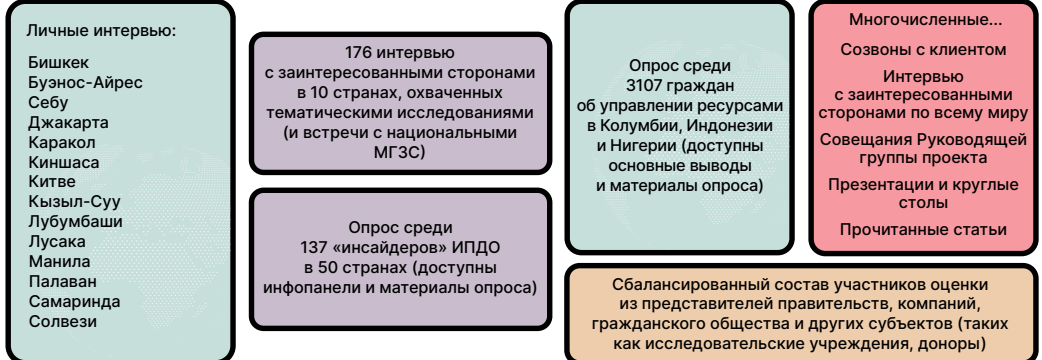 Личные интервью:
Бишкек
Буэнос-Айрес
Себу
Джакарта
Каракол
Киншаса
Китве
Кызыл-Суу
Лубумбаши
Лусака
Манила
Палаван
Самаринда
Солвези
176 интервью
с заинтересованными сторонами
в 10 странах, охваченных
тематическими исследованиями
(и встречи с национальными
МГЗС)
Опрос среди
137 «инсайдеров» ИПДО
в 50 странах (доступны
инфопанели и материалы опроса)
Опрос среди
3107 граждан
об управлении ресурсами
в Колумбии, Индонезии
и Нигерии (доступны
основные выводы
и материалы опроса)
Многочисленные...
Созвоны с клиентом
Интервью
с заинтересованными
сторонами по всему миру
Совещания Руководящей
группы проекта
Презентации и круглые
столы
Прочитанные статьи
Сбалансированный состав участников оценки
из представителей правительств, компаний,
гражданского общества и других субъектов (таких
как исследовательские учреждения, доноры)